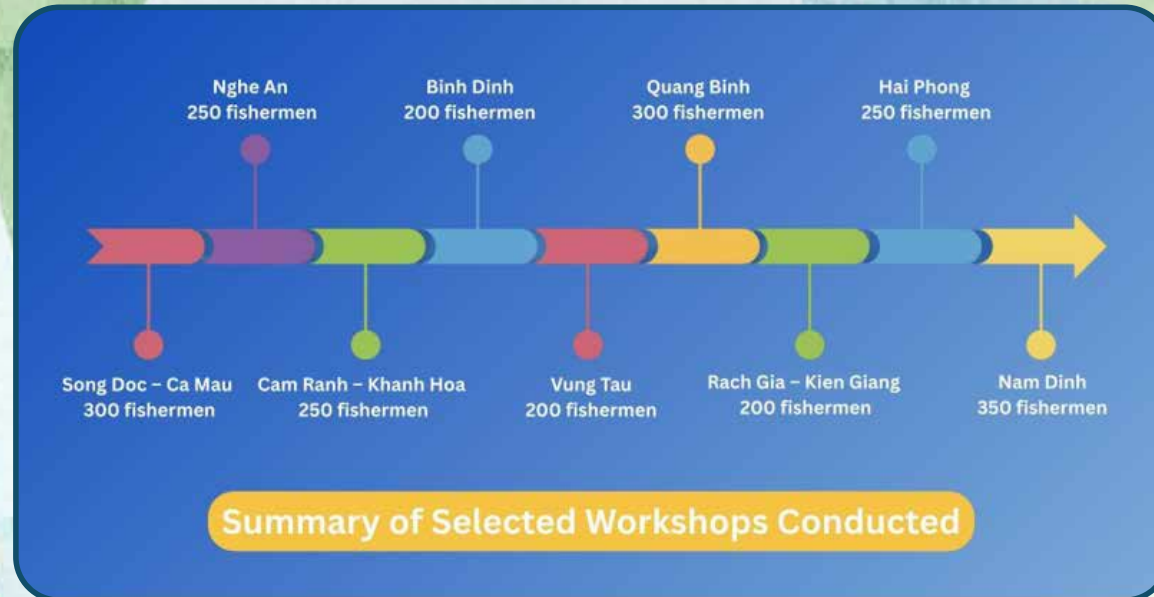 Nghe An
250 fishermen
Binh Dinh
200 fishermen
Quang Binh
300 fishermen
Hai Phong
250 fishermen
Song Doc – Ca Mau
300 fishermen
Cam Ranh – Khanh Hoa
250 fishermen
Vung Tau
200 fishermen
Rach Gia – Kien Giang
200 fishermen
Nam Dinh
350 fishermen
Summary of Selected Workshops Conducted